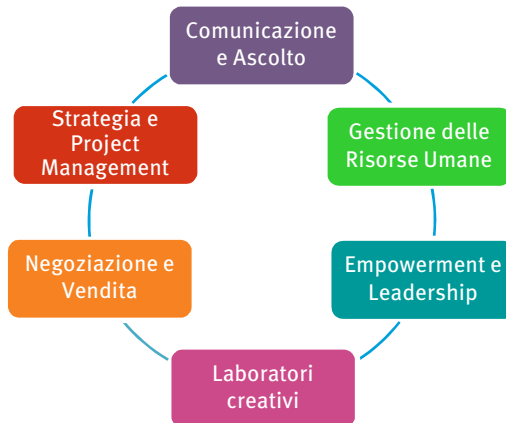 Comunicazione
e Ascolto
Gestione delle
Risorse Umane
Empowerment e
Leadership
Laboratori
creativi
Negoziazione e
Vendita
Strategia e
Project
Management